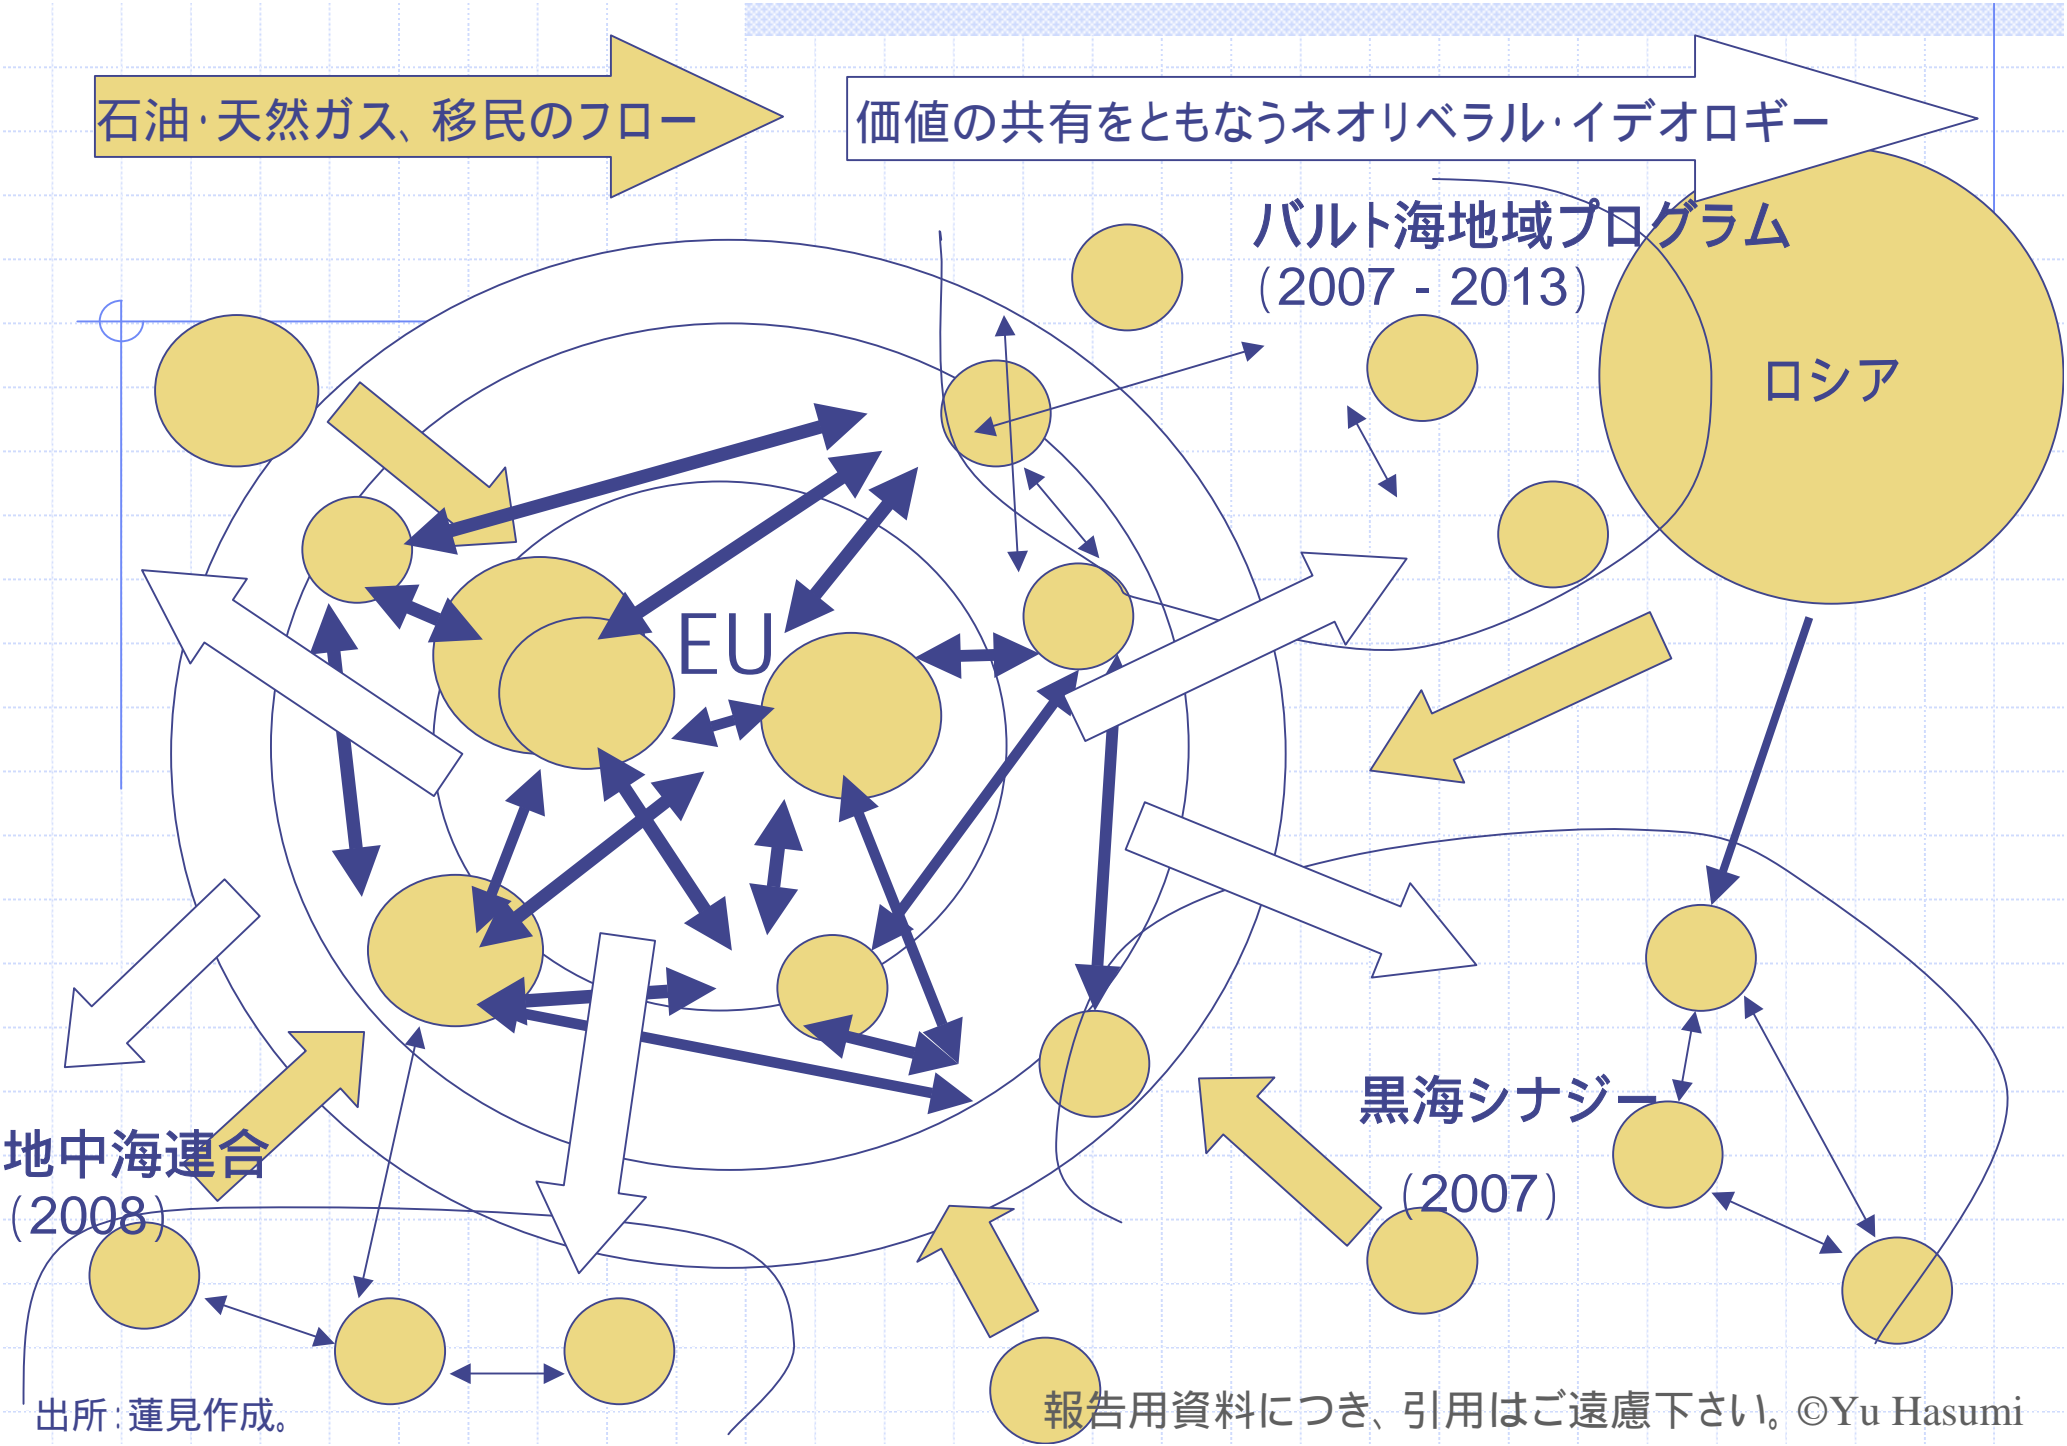 石油・天然ガス、移民のフロー
価値の共有をともなうネオリベラル・イデオロギー
バルト海地域プログラム
(2007 - 2013)
ロシア
EU
黒海シナジー
(2007)
地中海連合
(2008)
出所:蓮見作成。
報告用資料につき、引用はご遠慮下さい。©Yu Hasumi